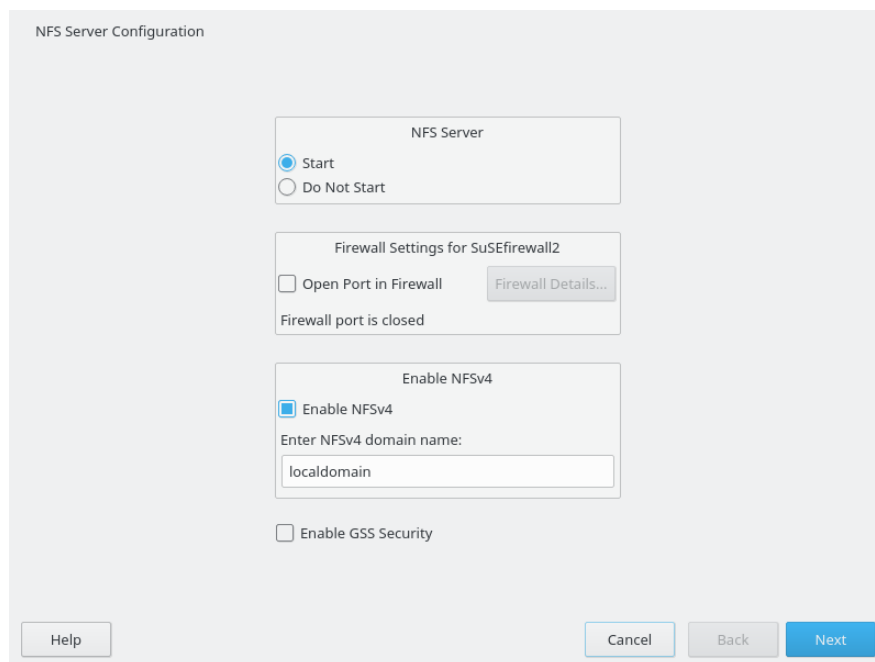 NFS Server Configuration
NFS Server
Start
Do Not Start
Firewall Settings for SuSEfirewall2
Open Port in Firewall
Firewall Details...
Firewall port is closed
Enable NFSv4
Enable NFSv4
Enter NFSv4 domain name:
localdomain
Enable GSS Security
Help
Cancel
Back
Next